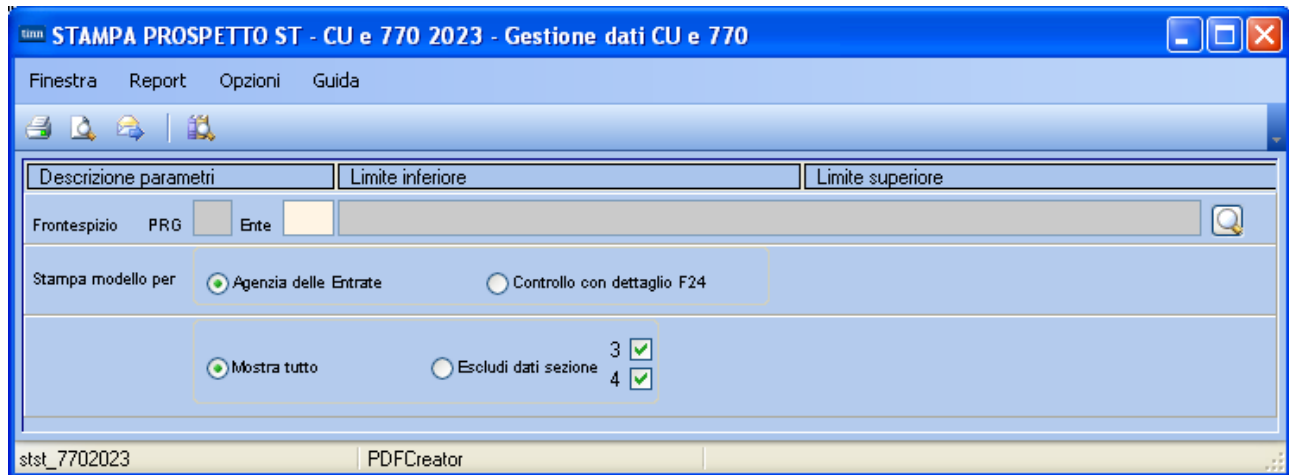 tinn STAMPA PROSPETTO ST - CU e 770 2023 - Gestione dati CU e 770
Finestra Report Opzioni Guida
Descrizione parametri Limite inferiore Limite superiore
Frontespizio PRG Ente
Stampa modello per Agenzia delle Entrate Controllo con dettaglio F24
3
Mostra tutto Escludi dati sezione
4
stst_7702023 PDFCreator